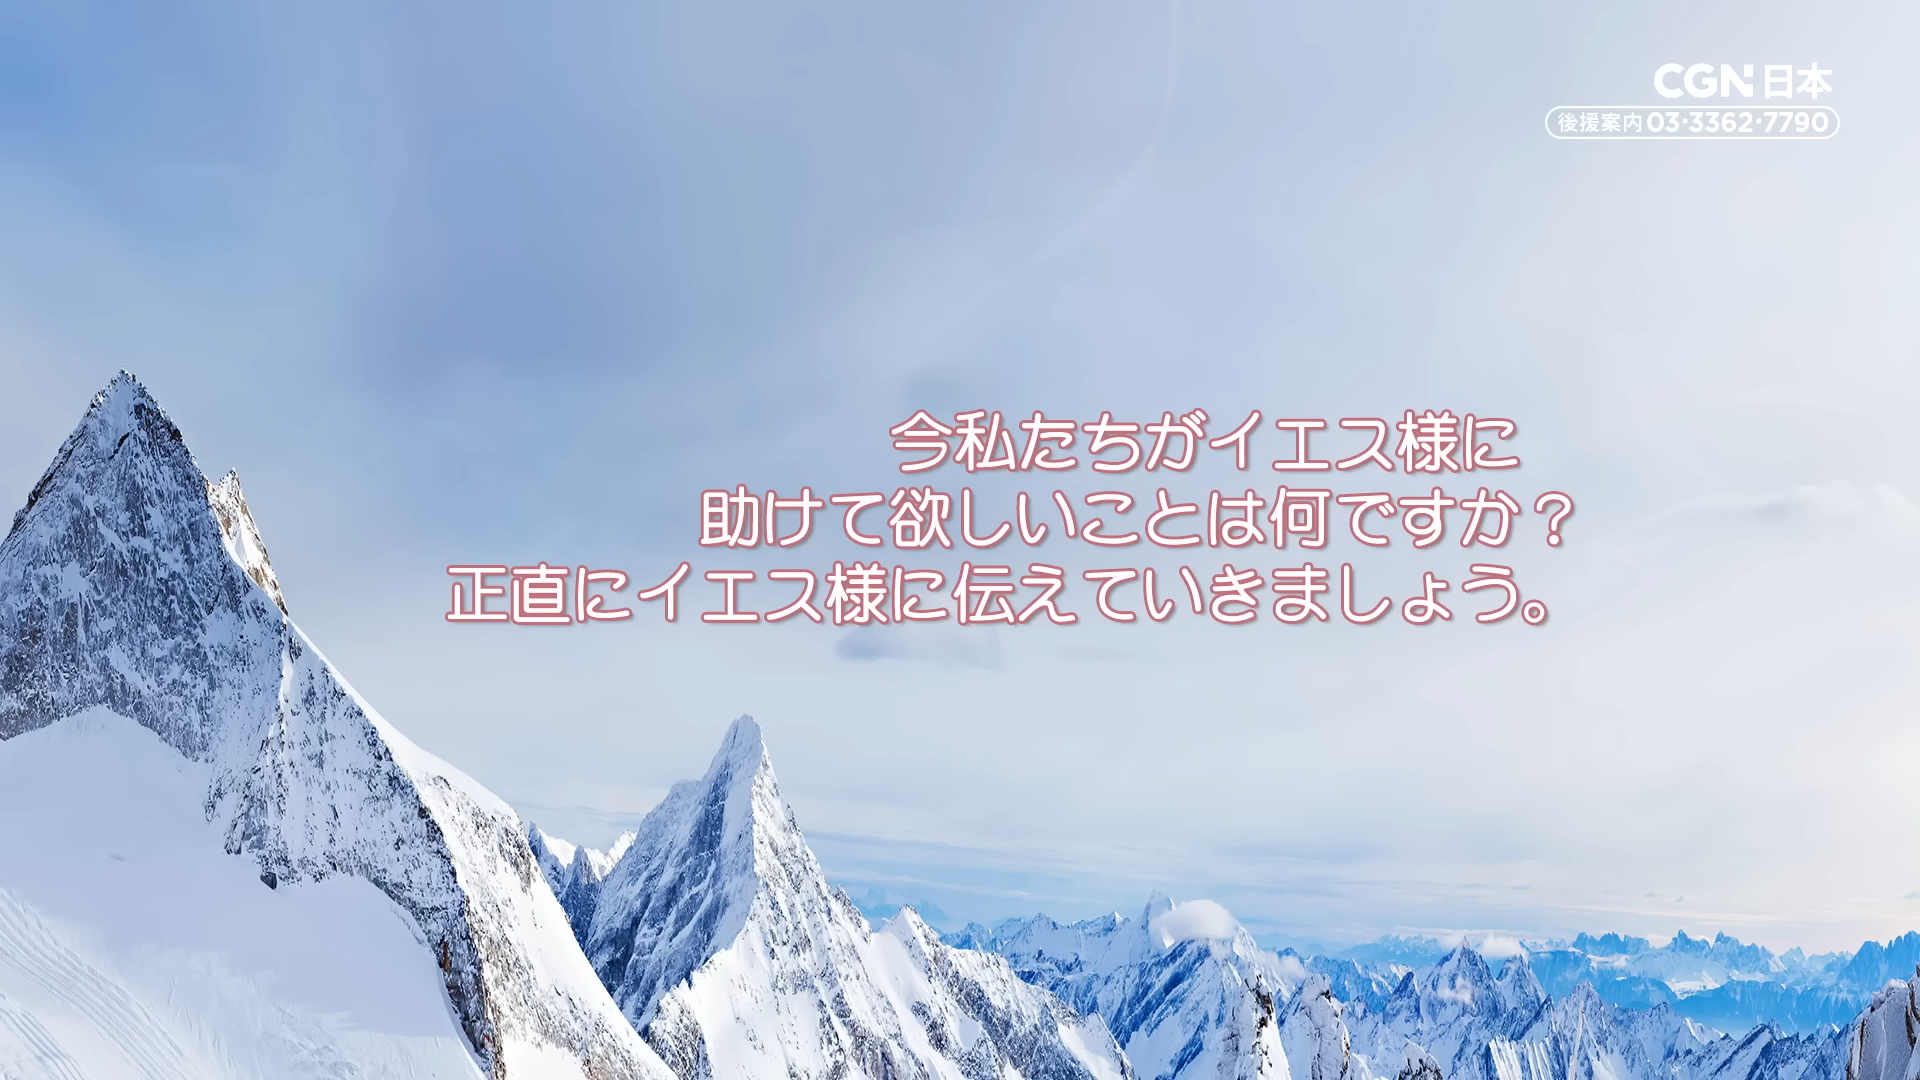 CGN 日本
後援案内 03·3362·7790
今私たちがイエス様に
助けて欲しいことは何ですか？
正直にイエス様に伝えていきましょう。